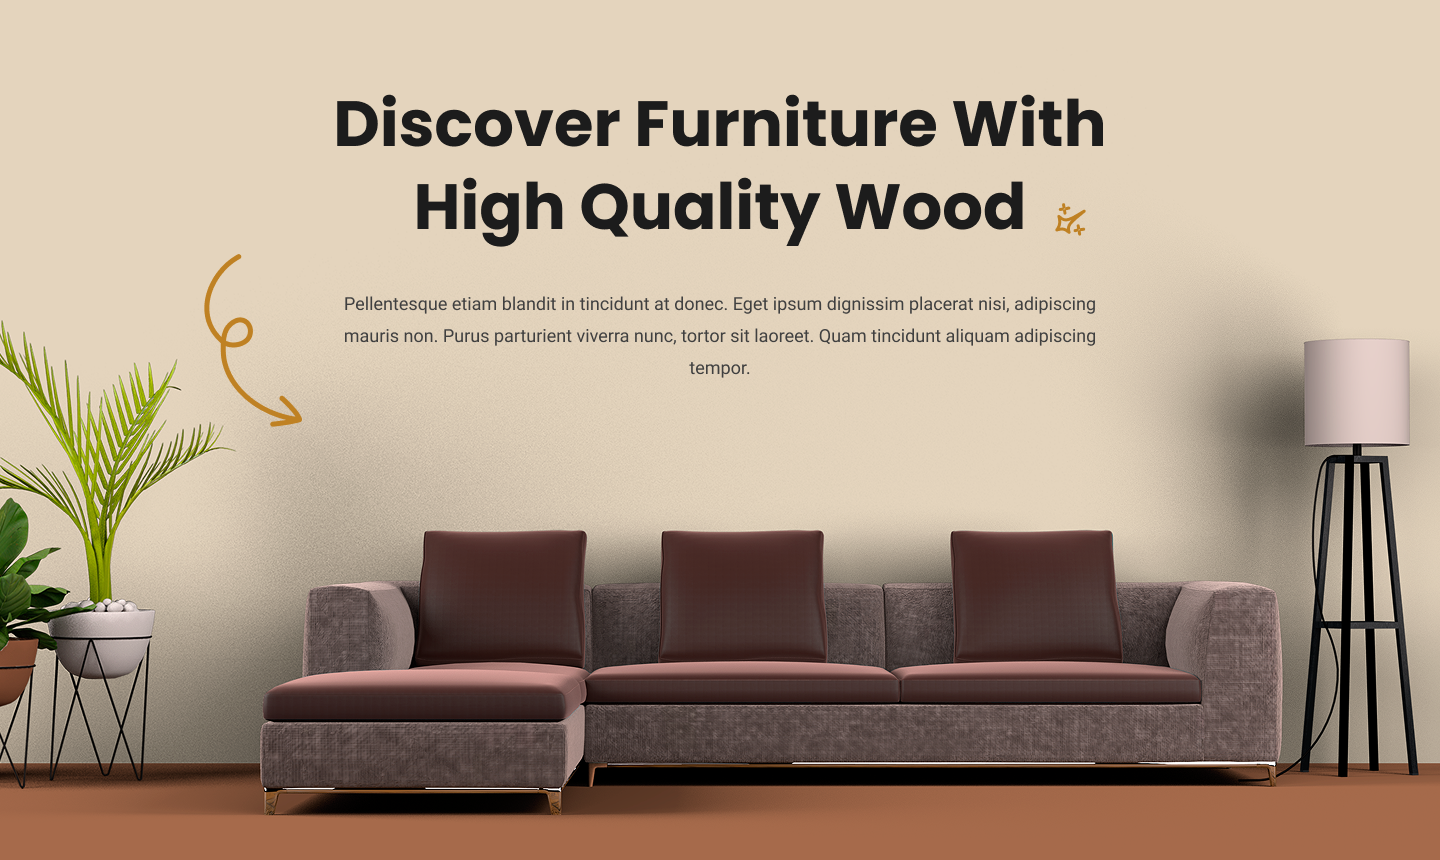 Discover Furniture With
High Quality Wood
Pellentesque etiam blandit in tincidunt at donec. Eget ipsum dignissim placerat nisi, adipiscing
mauris non. Purus parturient viverra nunc, tortor sit laoreet. Quam tincidunt aliquam adipiscing
tempor.